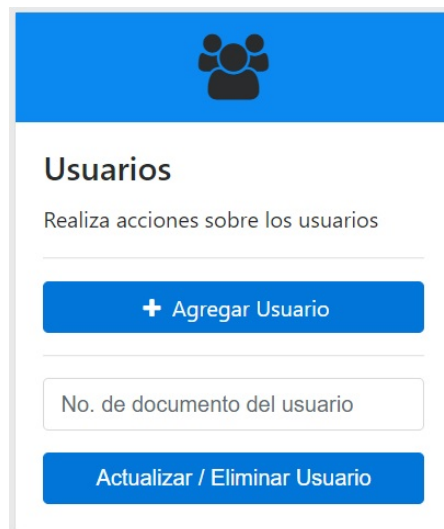 Usuarios
Realiza acciones sobre los usuarios
Agregar Usuario
No. de documento del usuario
Actualizar / Eliminar Usuario